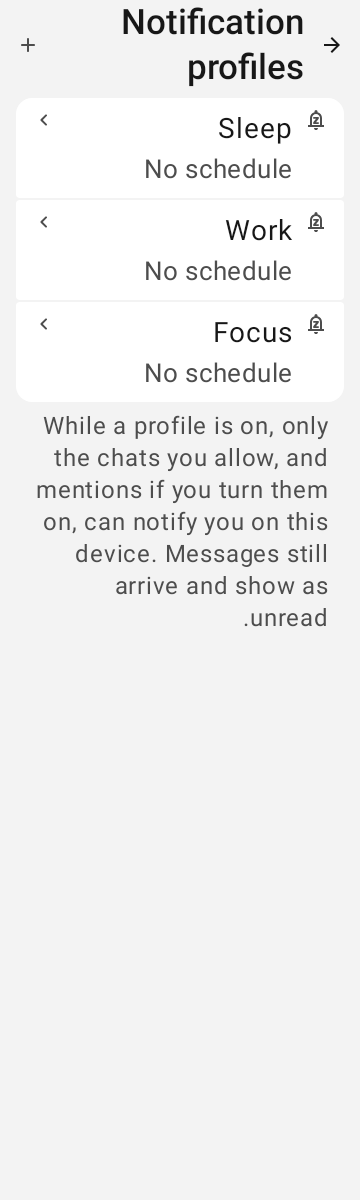 Notification
profiles
Sleep
No schedule
Work
No schedule
Focus
No schedule
While a profile is on, only
the chats you allow, and
mentions if you turn them
on, can notify you on this
device. Messages still
arrive and show as
.unread